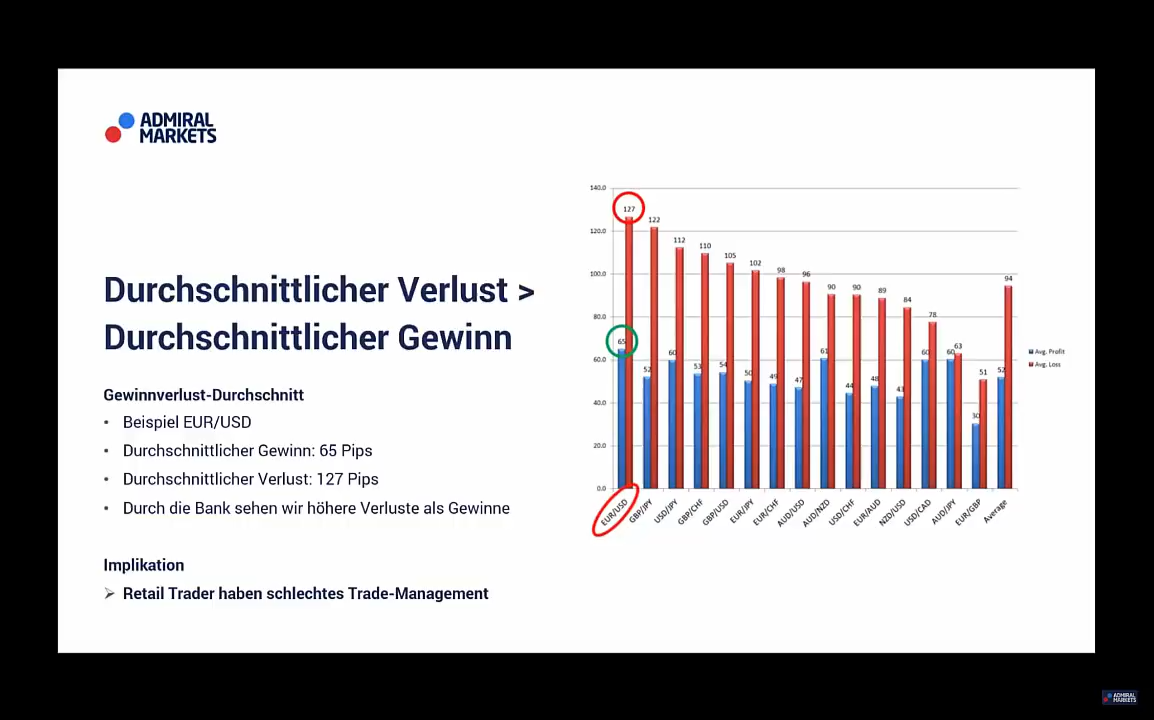 ADMIRAL
MARKETS
Durchschnittlicher Verlust >
Durchschnittlicher Gewinn
Gewinnverlust-Durchschnitt
• Beispiel EUR/USD
• Durchschnittlicher Gewinn: 65 Pips
• Durchschnittlicher Verlust: 127 Pips
• Durch die Bank sehen wir höhere Verluste als Gewinne
Implikation
➢ Retail Trader haben schlechtes Trade-Management
140.0
120.0
100.0
80.0
60.0
40.0
20.0
0.0
65 127
52 122
60 112
53 110
54 105
50 102
49 98
47 96
61 90
44 90
48 89
43 84
60 78
60 63
30 51
52 94
EUR/USD
GBP/JPY
USD/JPY
GBP/CHF
GBP/USD
EUR/JPY
EUR/CHF
AUD/USD
AUD/NZD
USD/CHF
EUR/AUD
NZD/USD
USD/CAD
AUD/JPY
EUR/GBP
Average
Avg. Profit
Avg. Loss
ADMIRAL
MARKETS